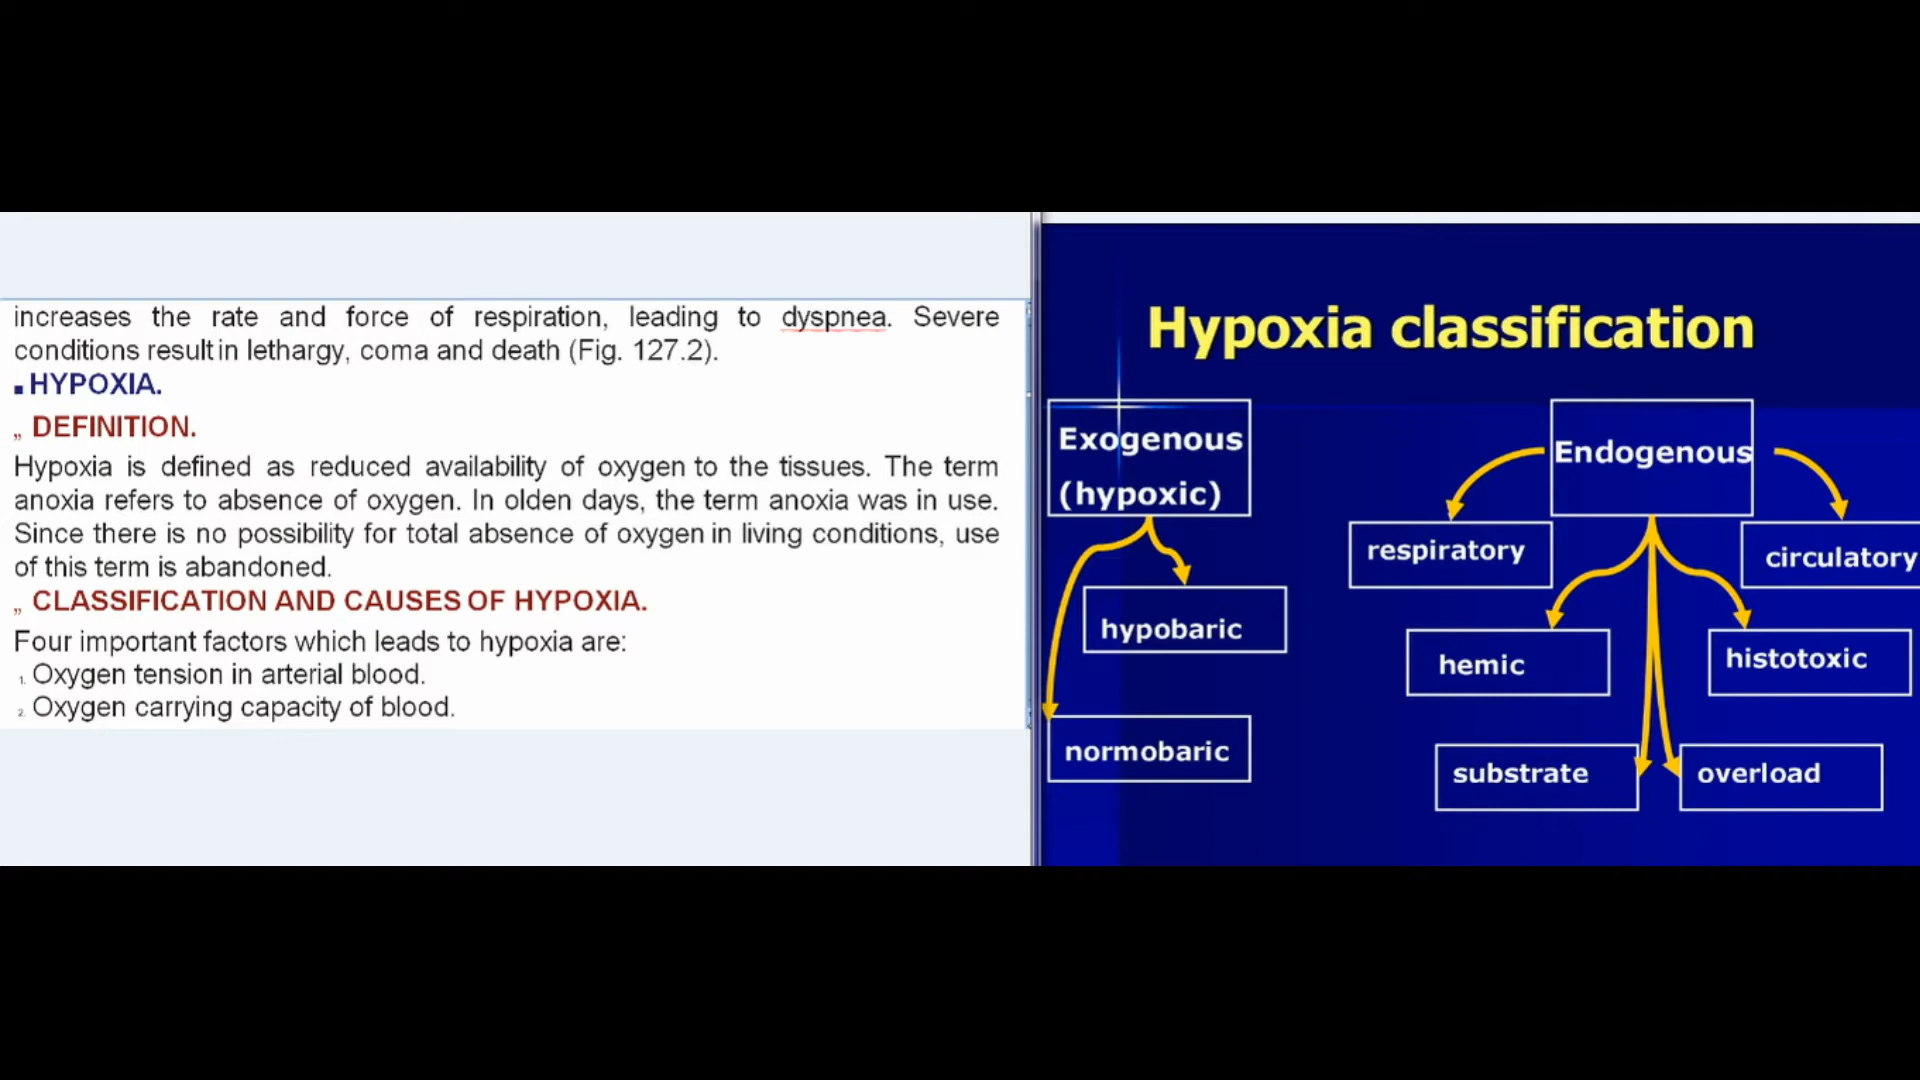 increases the rate and force of respiration, leading to dyspnea. Severe
conditions result in lethargy, coma and death (Fig. 127.2).
▪ HYPOXIA.
„ DEFINITION.
Hypoxia is defined as reduced availability of oxygen to the tissues. The term
anoxia refers to absence of oxygen. In olden days, the term anoxia was in use.
Since there is no possibility for total absence of oxygen in living conditions, use
of this term is abandoned.
„ CLASSIFICATION AND CAUSES OF HYPOXIA.
Four important factors which leads to hypoxia are:
1. Oxygen tension in arterial blood.
2. Oxygen carrying capacity of blood.
Hypoxia classification
Exogenous
(hypoxic)
Endogenous
respiratory
circulatory
hypobaric
hemic
histotoxic
normobaric
substrate
overload